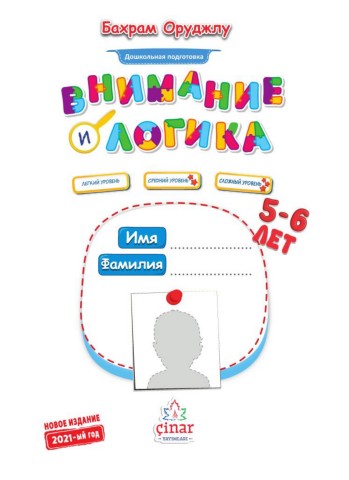 Бахрам Оруджлу
Дошкольная подготовка
ВНИМАНИЕ
И ЛОГИКА
ЛЕГКИЙ УРОВЕНЬ
СРЕДНИЙ УРОВЕНЬ
СЛОЖНЫЙ УРОВЕНЬ
5-6
ЛЕТ
Имя
Фамилия
НОВОЕ ИЗДАНИЕ
2021-ый год
çinar
YAYINLARI